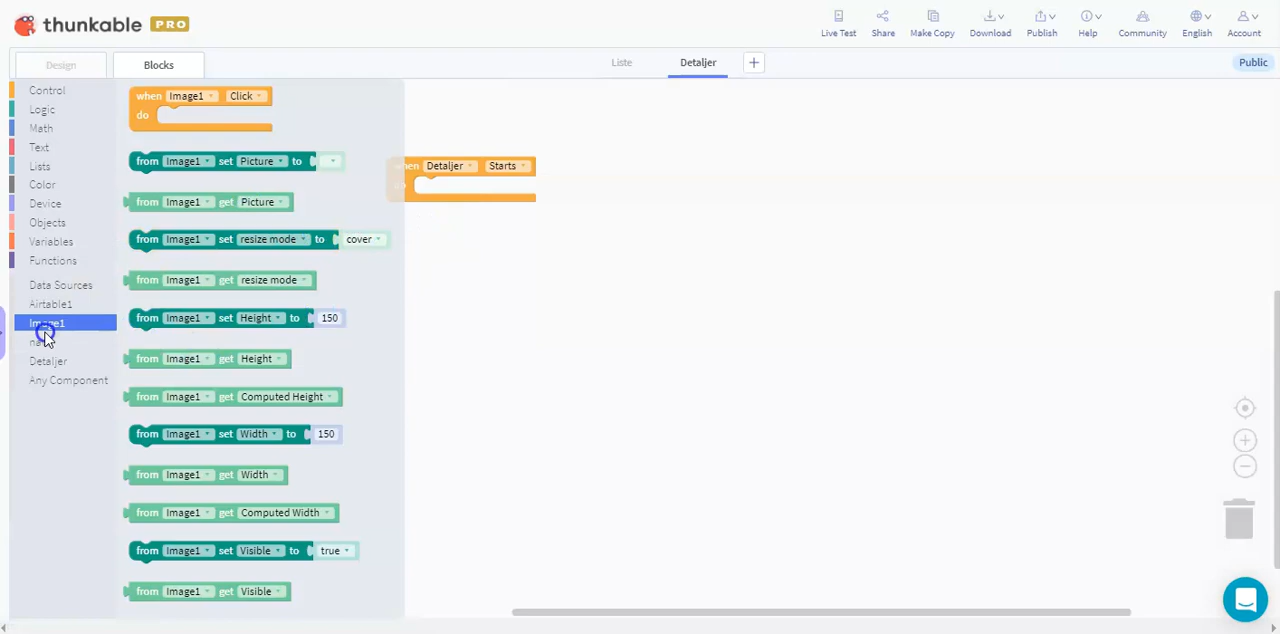 thunkable PRO
Live Test
Share
Make Copy
Download
Publish
Help
Community
English
Account
Design
Blocks
Liste
Detaljer
+
Public
Control
Logic
Math
Text
Lists
Color
Device
Objects
Variables
Functions
Data Sources
Airtable1
Image1
Detaljer
Any Component
when Image1 Click
do
from Image1 set Picture to
from Image1 get Picture
from Image1 set resize mode to cover
from Image1 get resize mode
from Image1 set Height to 150
from Image1 get Height
from Image1 get Computed Height
from Image1 set Width to 150
from Image1 get Width
from Image1 get Computed Width
from Image1 set Visible to true
from Image1 get Visible
when Detaljer Starts
do